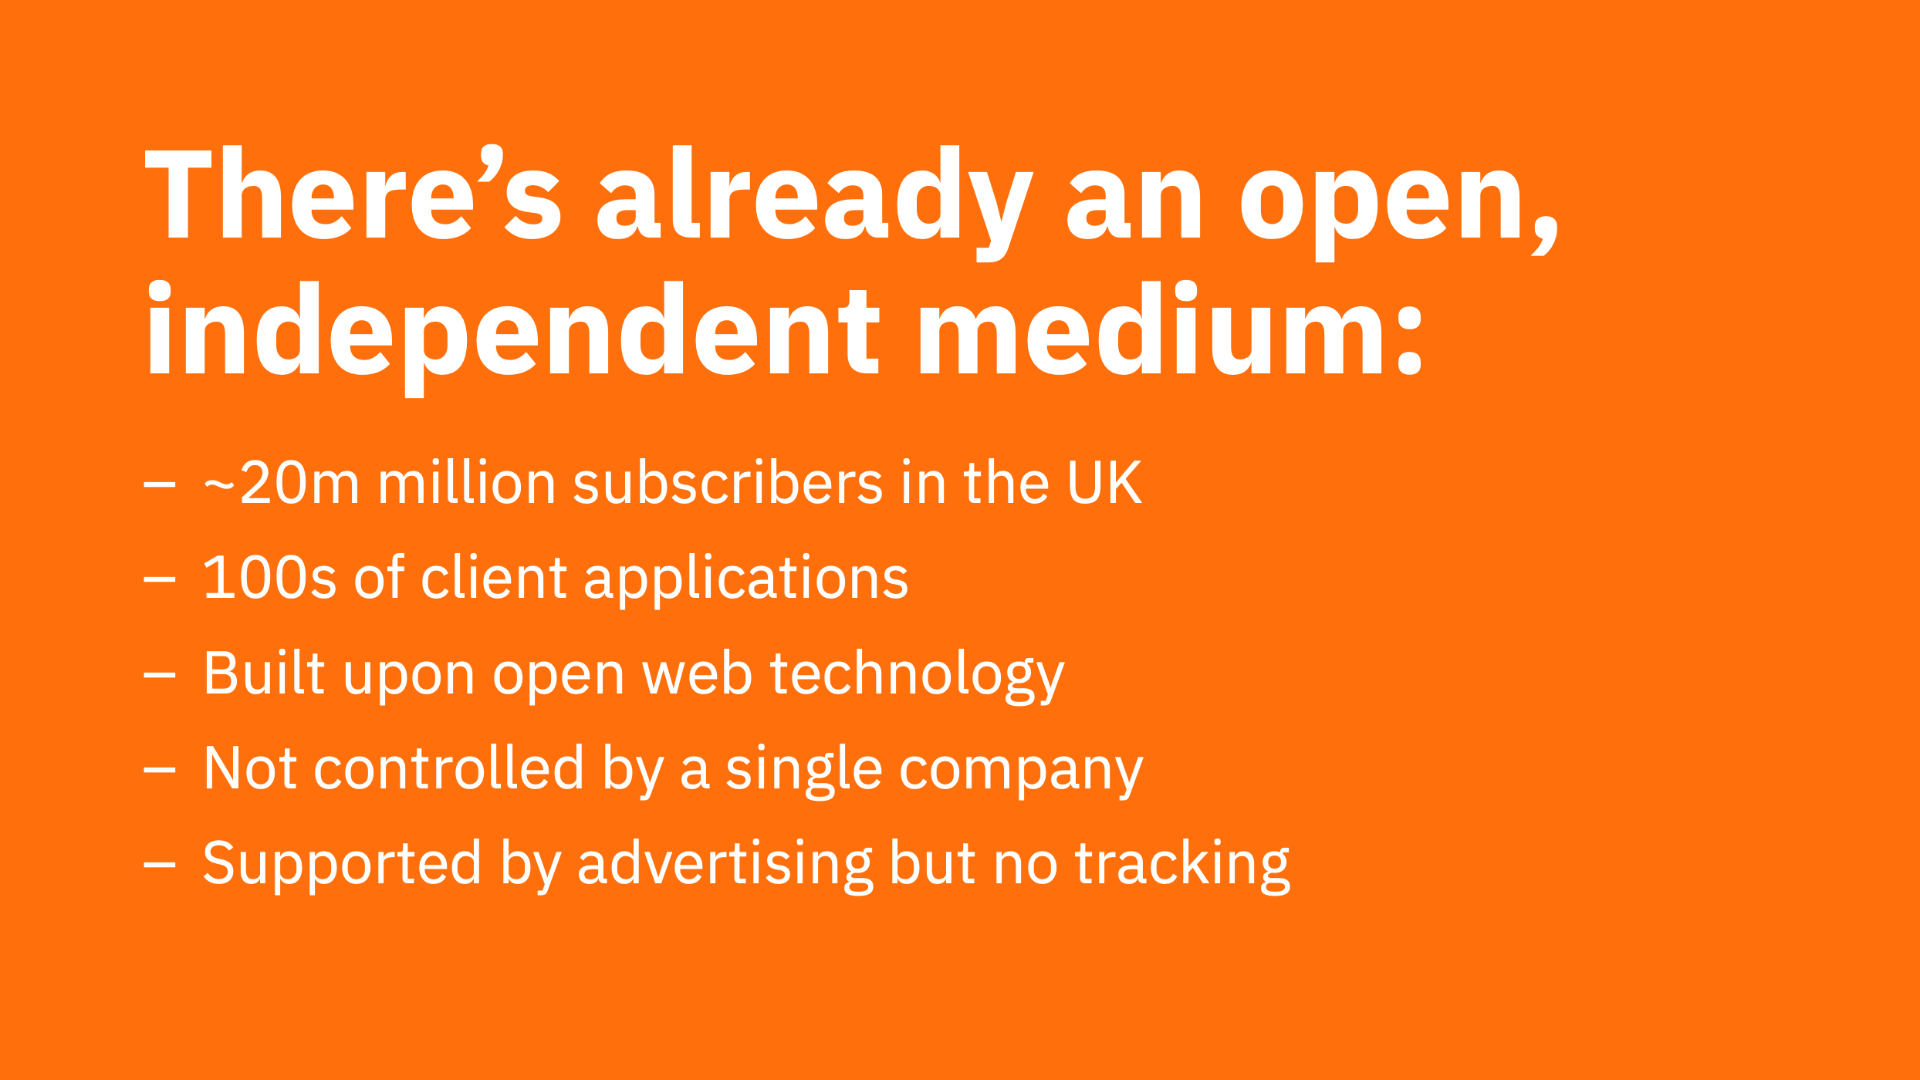 There’s already an open,
independent medium:
– ~20m million subscribers in the UK
– 100s of client applications
– Built upon open web technology
– Not controlled by a single company
– Supported by advertising but no tracking